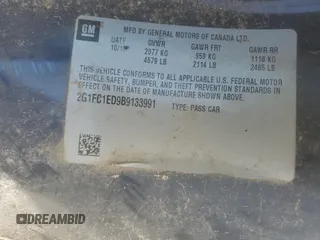 GM
MFD BY GENERAL MOTORS OF CANADA LTD.
DATE GVWR GAWR FRT GAWR RR
2077 KG 959 KG 1118 KG
4579 LB 2114 LB 2465 LB
THIS VEHICLE CONFORMS TO ALL APPLICABLE U.S. FEDERAL MOTOR
VEHICLE SAFETY, BUMPER, AND THEFT PREVENTION STANDARDS IN
EFFECT ON THE DATE OF MANUFACTURE SHOWN ABOVE.
2G1FC1ED9B9133991 TYPE: PASS CAR
DREAMBID